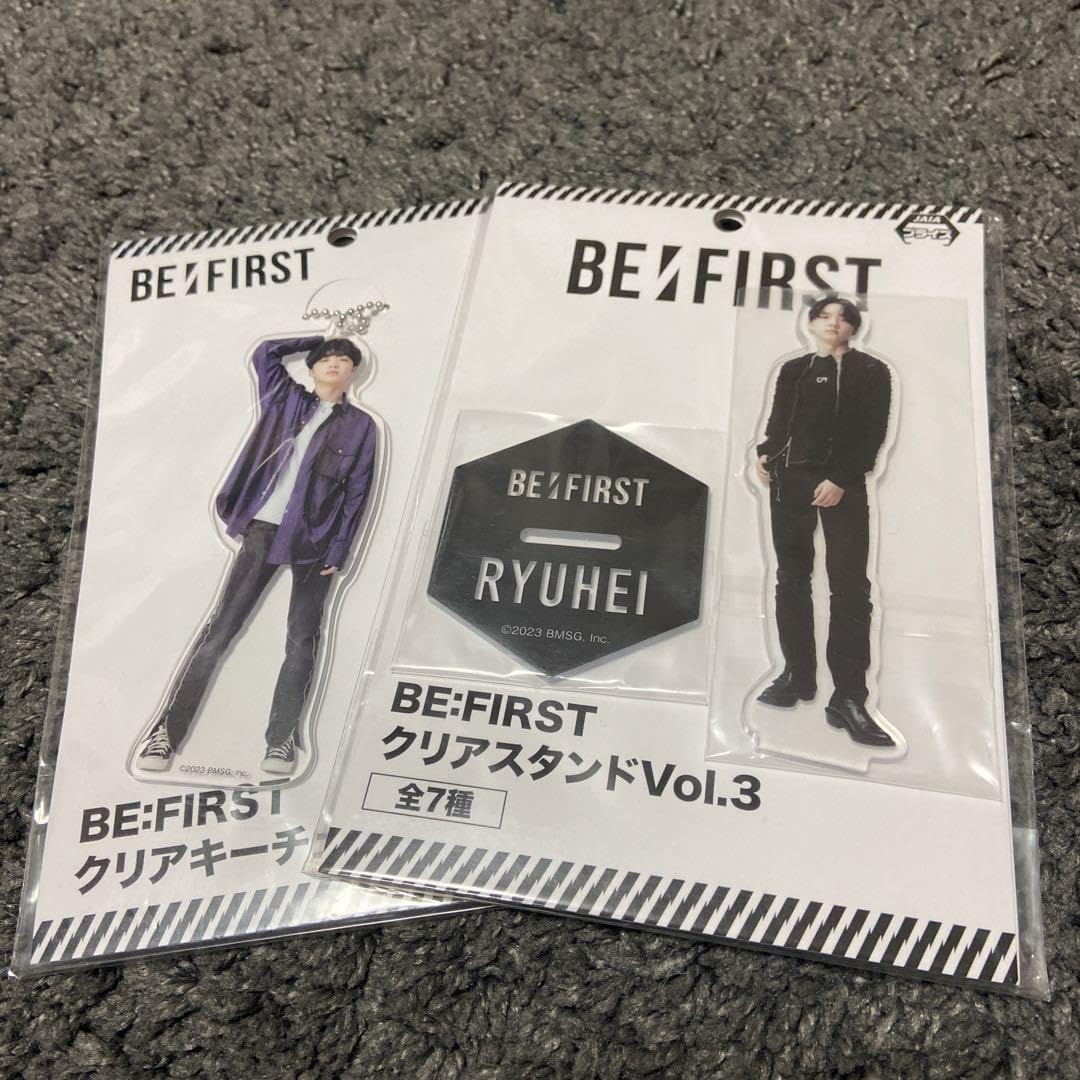 BE:FIRST
©2023 BMSG, Inc.
BE:FIRST
クリアキーチ
JAIA
プライズ
BE:FIRST
BE:FIRST
RYUHEI
©2023 BMSG, Inc.
BE:FIRST
クリアスタンドVol.3
全7種